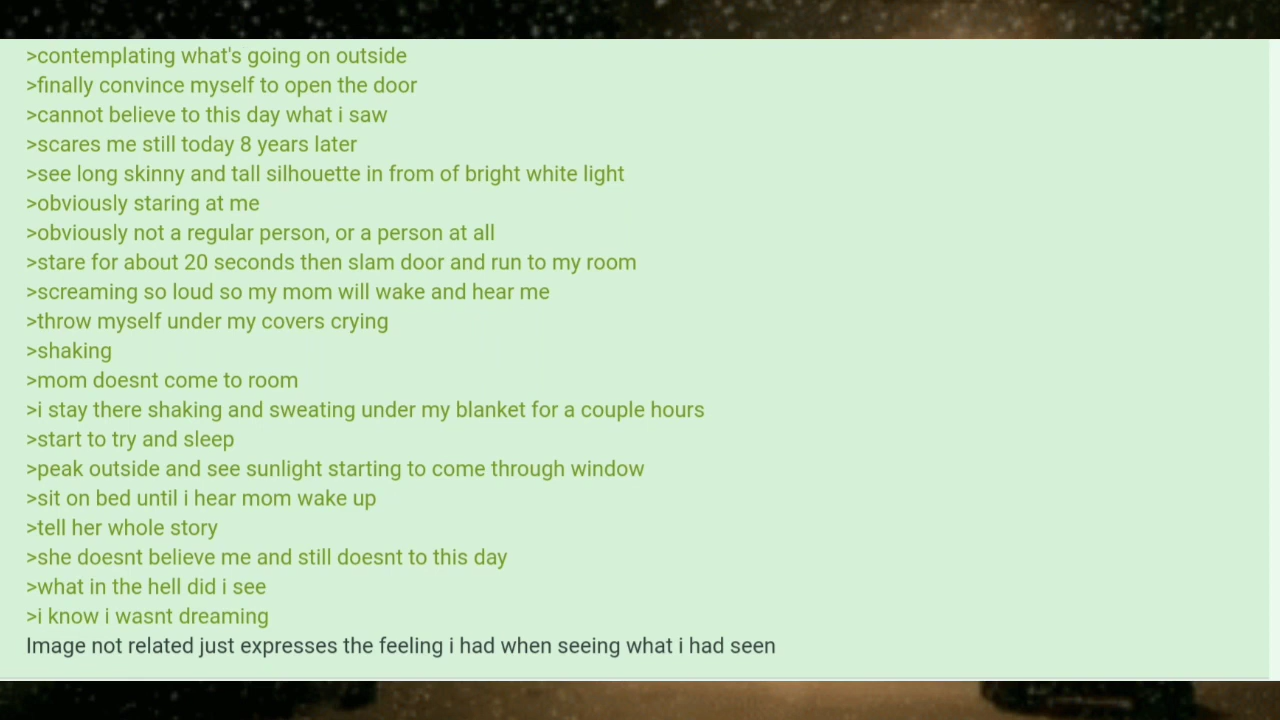 >contemplating what's going on outside
>finally convince myself to open the door
>cannot believe to this day what i saw
>scares me still today 8 years later
>see long skinny and tall silhouette in from of bright white light
>obviously staring at me
>obviously not a regular person, or a person at all
>stare for about 20 seconds then slam door and run to my room
>screaming so loud so my mom will wake and hear me
>throw myself under my covers crying
>shaking
>mom doesnt come to room
>i stay there shaking and sweating under my blanket for a couple hours
>start to try and sleep
>peak outside and see sunlight starting to come through window
>sit on bed until i hear mom wake up
>tell her whole story
>she doesnt believe me and still doesnt to this day
>what in the hell did i see
>i know i wasnt dreaming
Image not related just expresses the feeling i had when seeing what i had seen